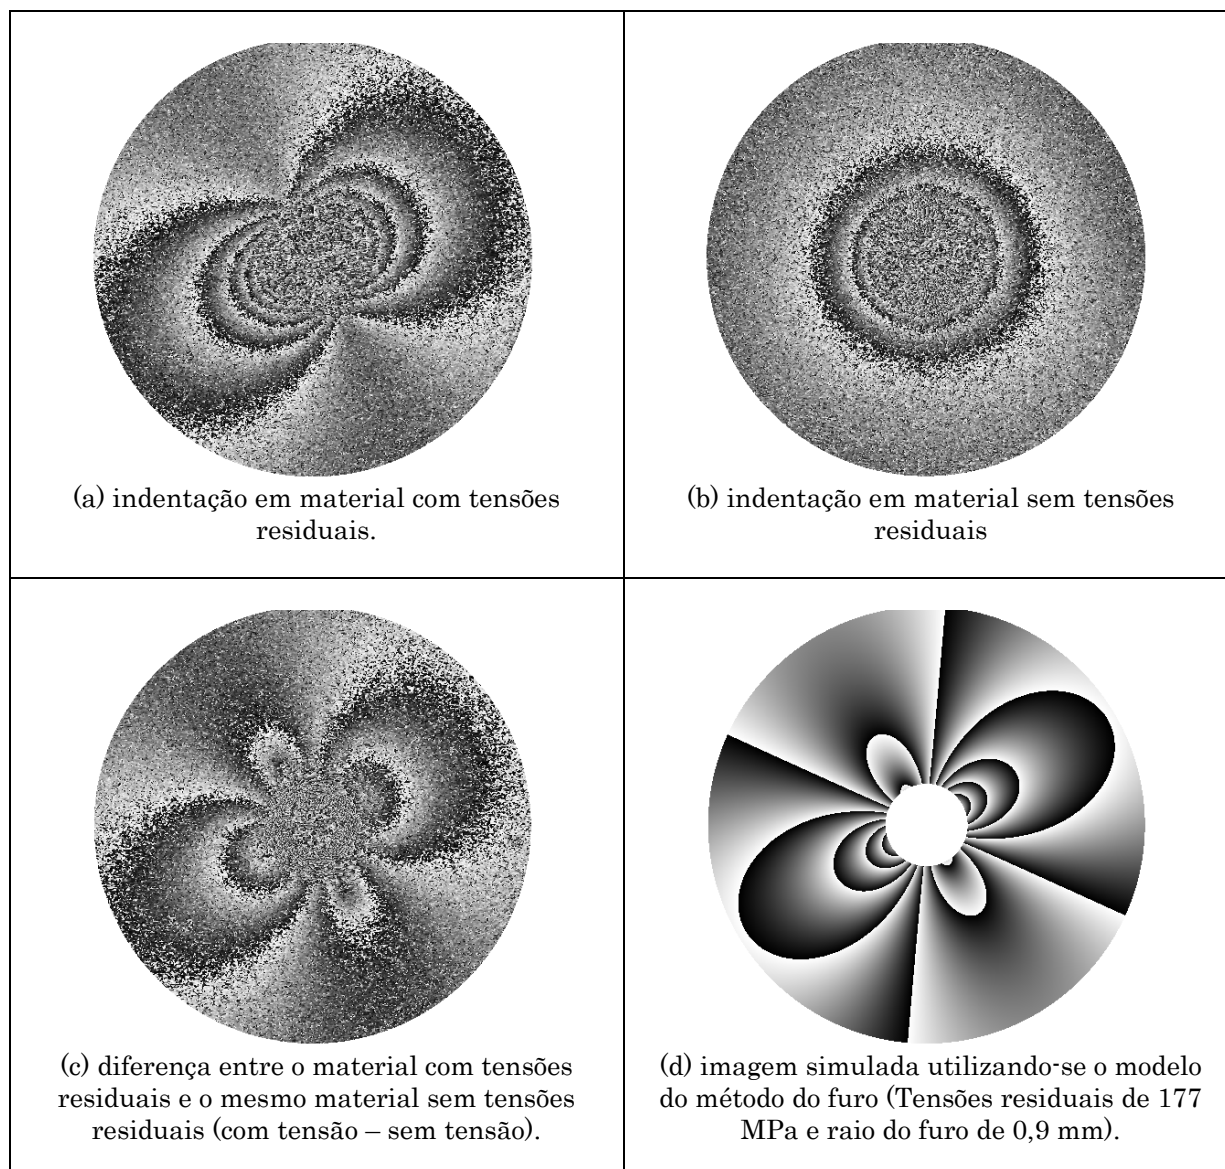 (a) indentação em material com tensões
residuais.
(b) indentação em material sem tensões
residuais
(c) diferença entre o material com tensões
residuais e o mesmo material sem tensões
residuais (com tensão – sem tensão).
(d) imagem simulada utilizando-se o modelo
do método do furo (Tensões residuais de 177
MPa e raio do furo de 0,9 mm).